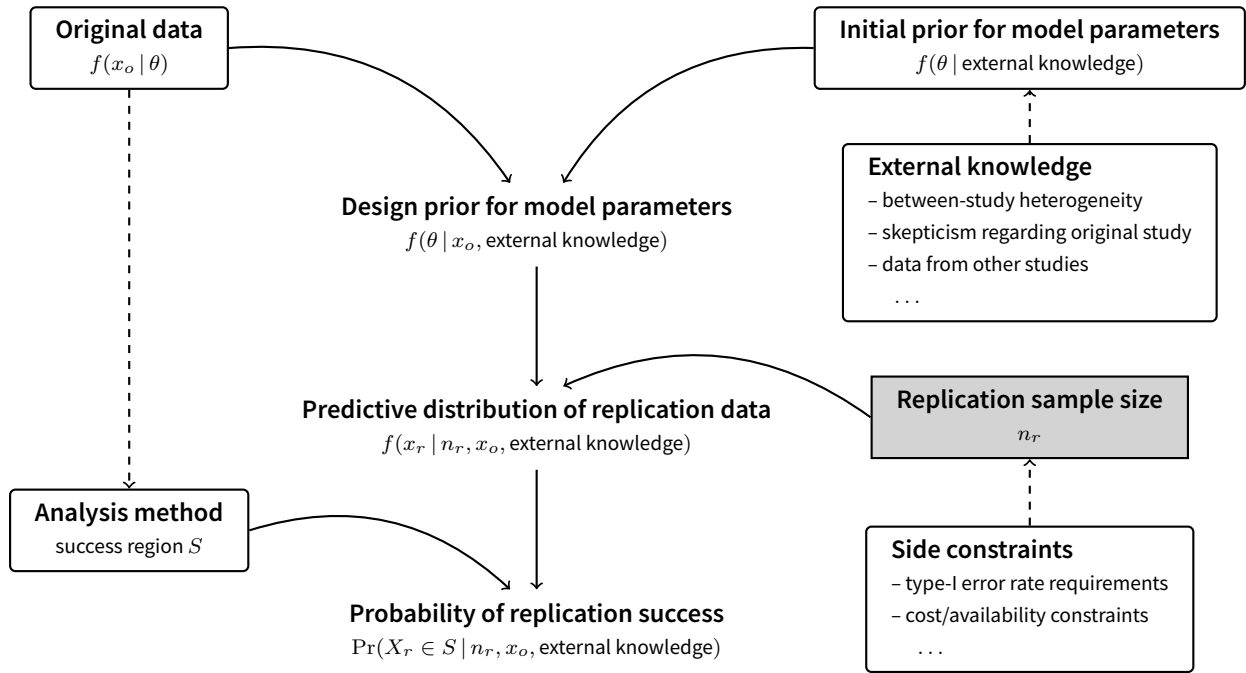 Original data
f(x_o | θ)
Initial prior for model parameters
f(θ | external knowledge)
External knowledge
– between-study heterogeneity
– skepticism regarding original study
– data from other studies
. . .
Design prior for model parameters
f(θ | x_o, external knowledge)
Predictive distribution of replication data
f(x_r | n_r, x_o, external knowledge)
Replication sample size
n_r
Analysis method
success region S
Side constraints
– type-I error rate requirements
– cost/availability constraints
. . .
Probability of replication success
Pr(X_r ∈ S | n_r, x_o, external knowledge)